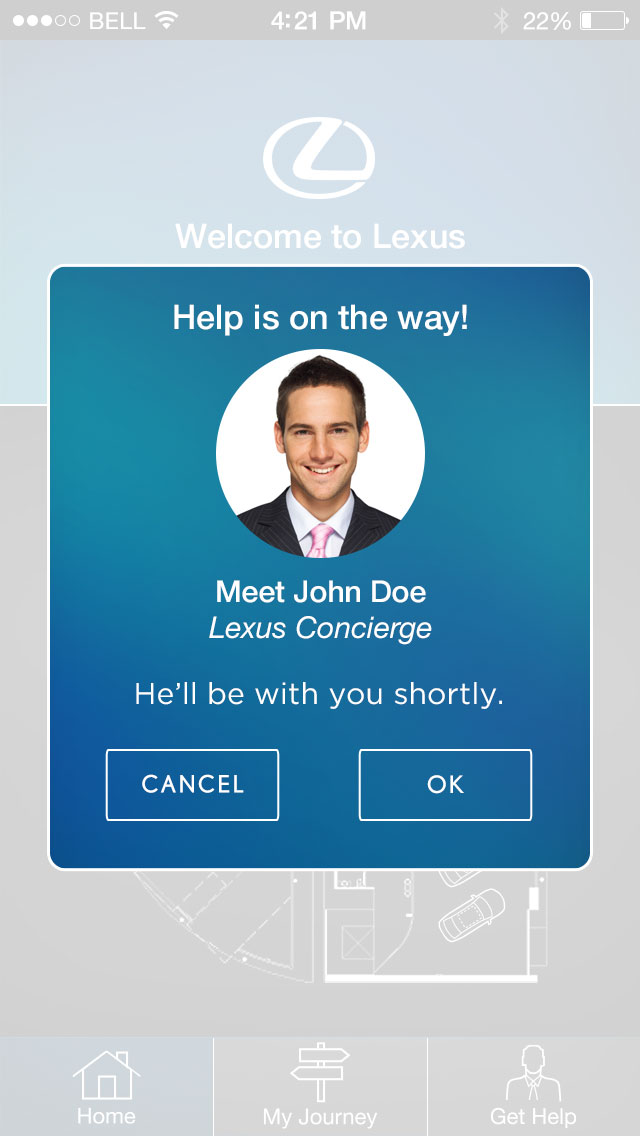 BELL 4:21 PM 22%
Welcome to Lexus
Help is on the way!
Meet John Doe
Lexus Concierge
He'll be with you shortly.
CANCEL OK
Home My Journey Get Help